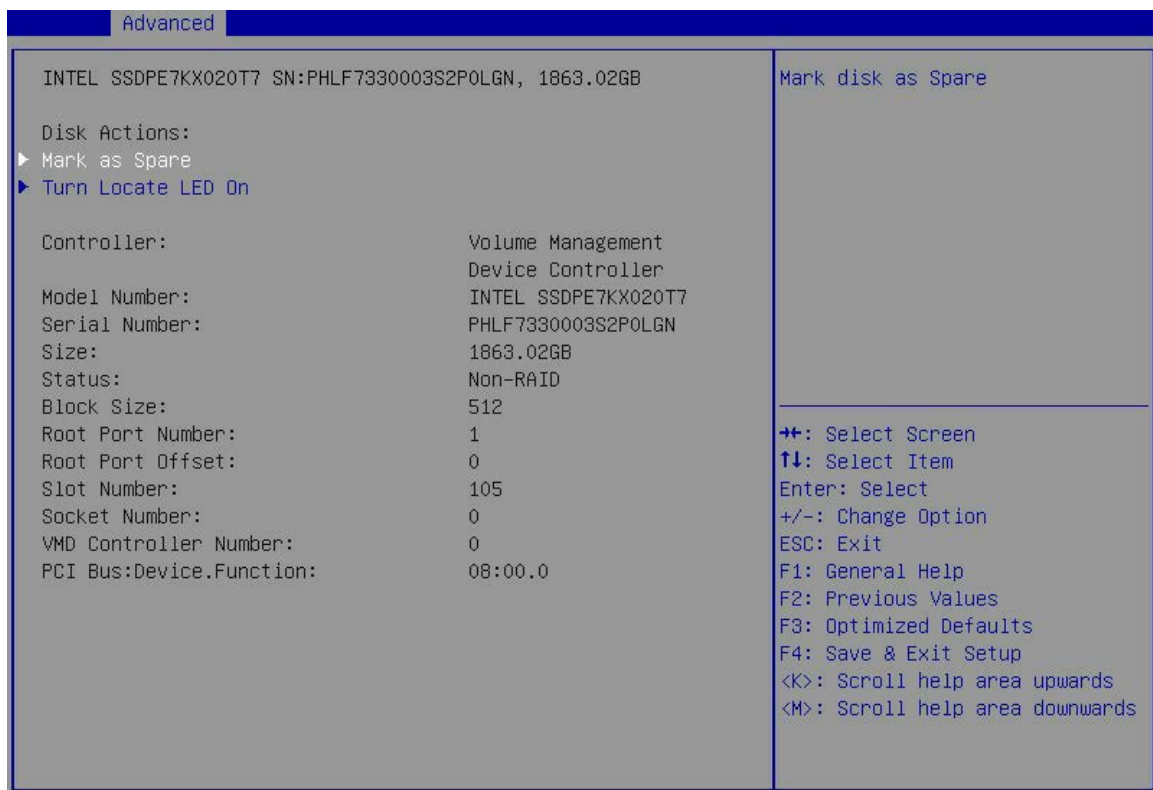 Advanced
INTEL SSDPE7KX020T7 SN:PHLF7330003S2P0LGN, 1863.02GB
Disk Actions:
Mark as Spare
Turn Locate LED On
Controller: Volume Management
Device Controller
Model Number: INTEL SSDPE7KX020T7
Serial Number: PHLF7330003S2P0LGN
Size: 1863.02GB
Status: Non-RAID
Block Size: 512
Root Port Number: 1
Root Port Offset: 0
Slot Number: 105
Socket Number: 0
VMD Controller Number: 0
PCI Bus:Device.Function: 08:00.0
Mark disk as Spare
→←: Select Screen
↑↓: Select Item
Enter: Select
+/-: Change Option
ESC: Exit
F1: General Help
F2: Previous Values
F3: Optimized Defaults
F4: Save & Exit Setup
<K>: Scroll help area upwards
<M>: Scroll help area downwards